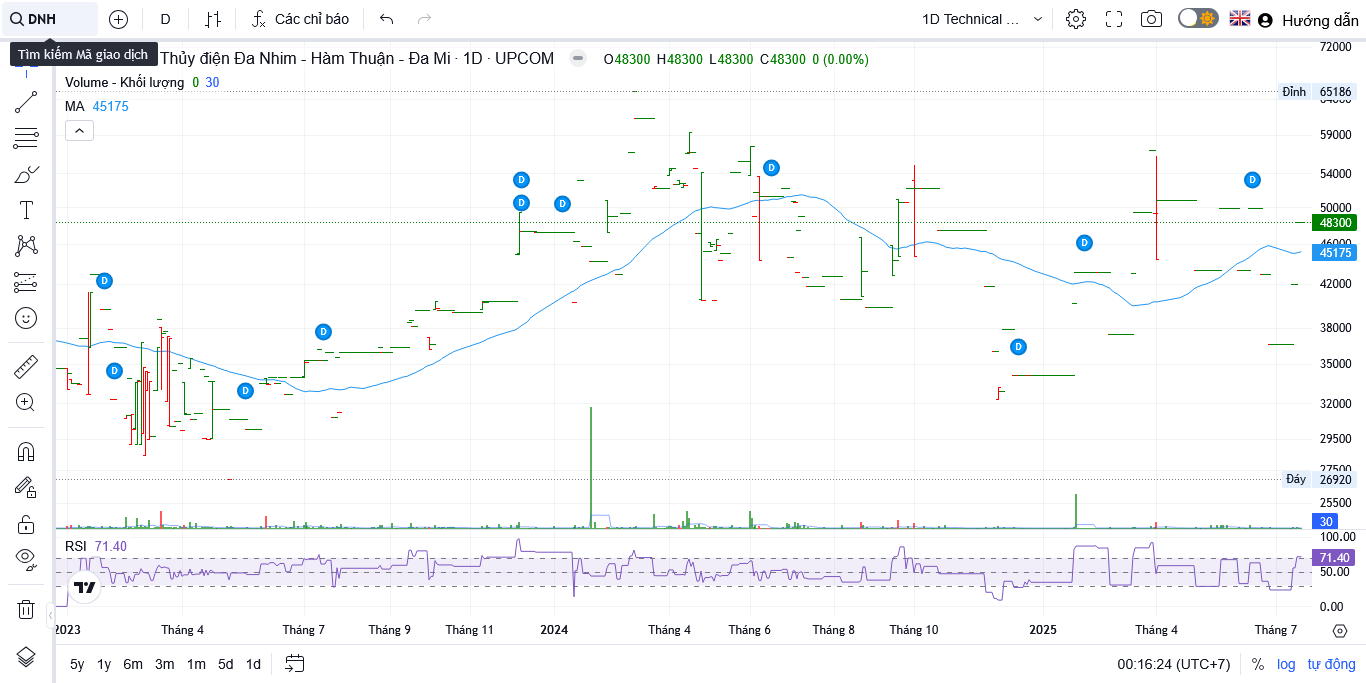 DNH
D
Các chỉ báo
1D Technical ...
Hướng dẫn
Tìm kiếm Mã giao dịch
Thủy điện Đa Nhim - Hàm Thuận - Đa Mi · 1D · UPCOM
O48300 H48300 L48300 C48300 0 (0.00%)
Volume - Khối lượng 0 30
MA 45175
72000
Đỉnh 65186
59000
54000
50000
48300
45175
42000
38000
35000
32000
29500
27500
Đáy 26920
25500
30
D
D
D
D
D
D
D
D
D
D
D
D
RSI 71.40
100.00
71.40
50.00
0.00
2023
Tháng 4
Tháng 7
Tháng 9
Tháng 11
2024
Tháng 4
Tháng 6
Tháng 8
Tháng 10
2025
Tháng 4
Tháng 7
5y 1y 6m 3m 1m 5d 1d
00:16:24 (UTC+7)
% log tự động